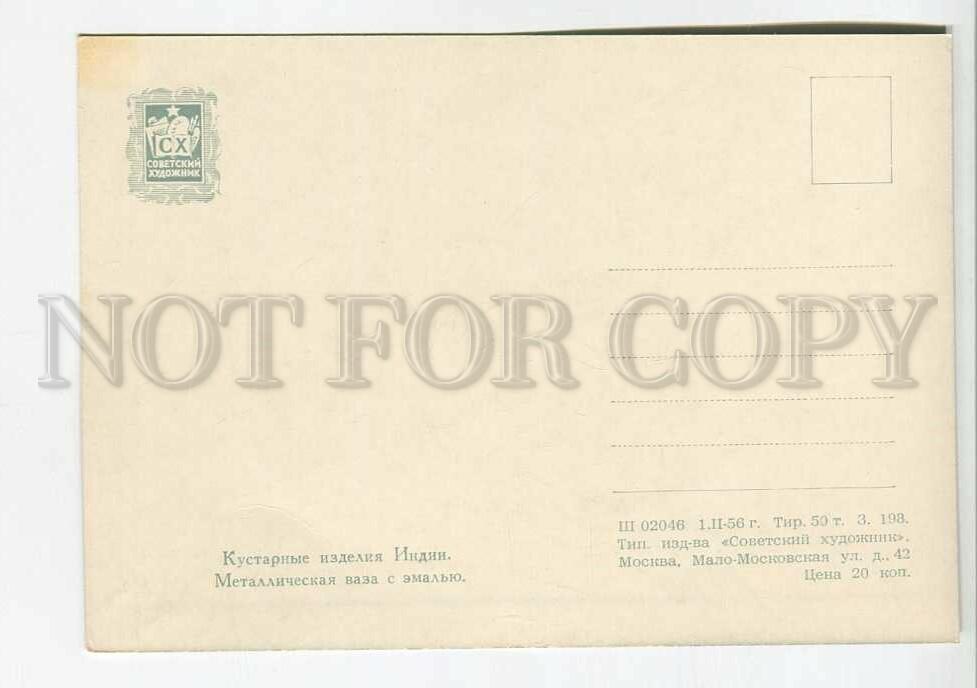 СХ
СОВЕТСКИЙ
ХУДОЖНИК
NOT FOR COPY
Кустарные изделия Индии.
Металлическая ваза с эмалью.
Ш 02046 1.II-56 г. Тир. 50 т. З. 198.
Тип. изд-ва «Советский художник».
Москва, Мало-Московская ул. д., 42
Цена 20 коп.